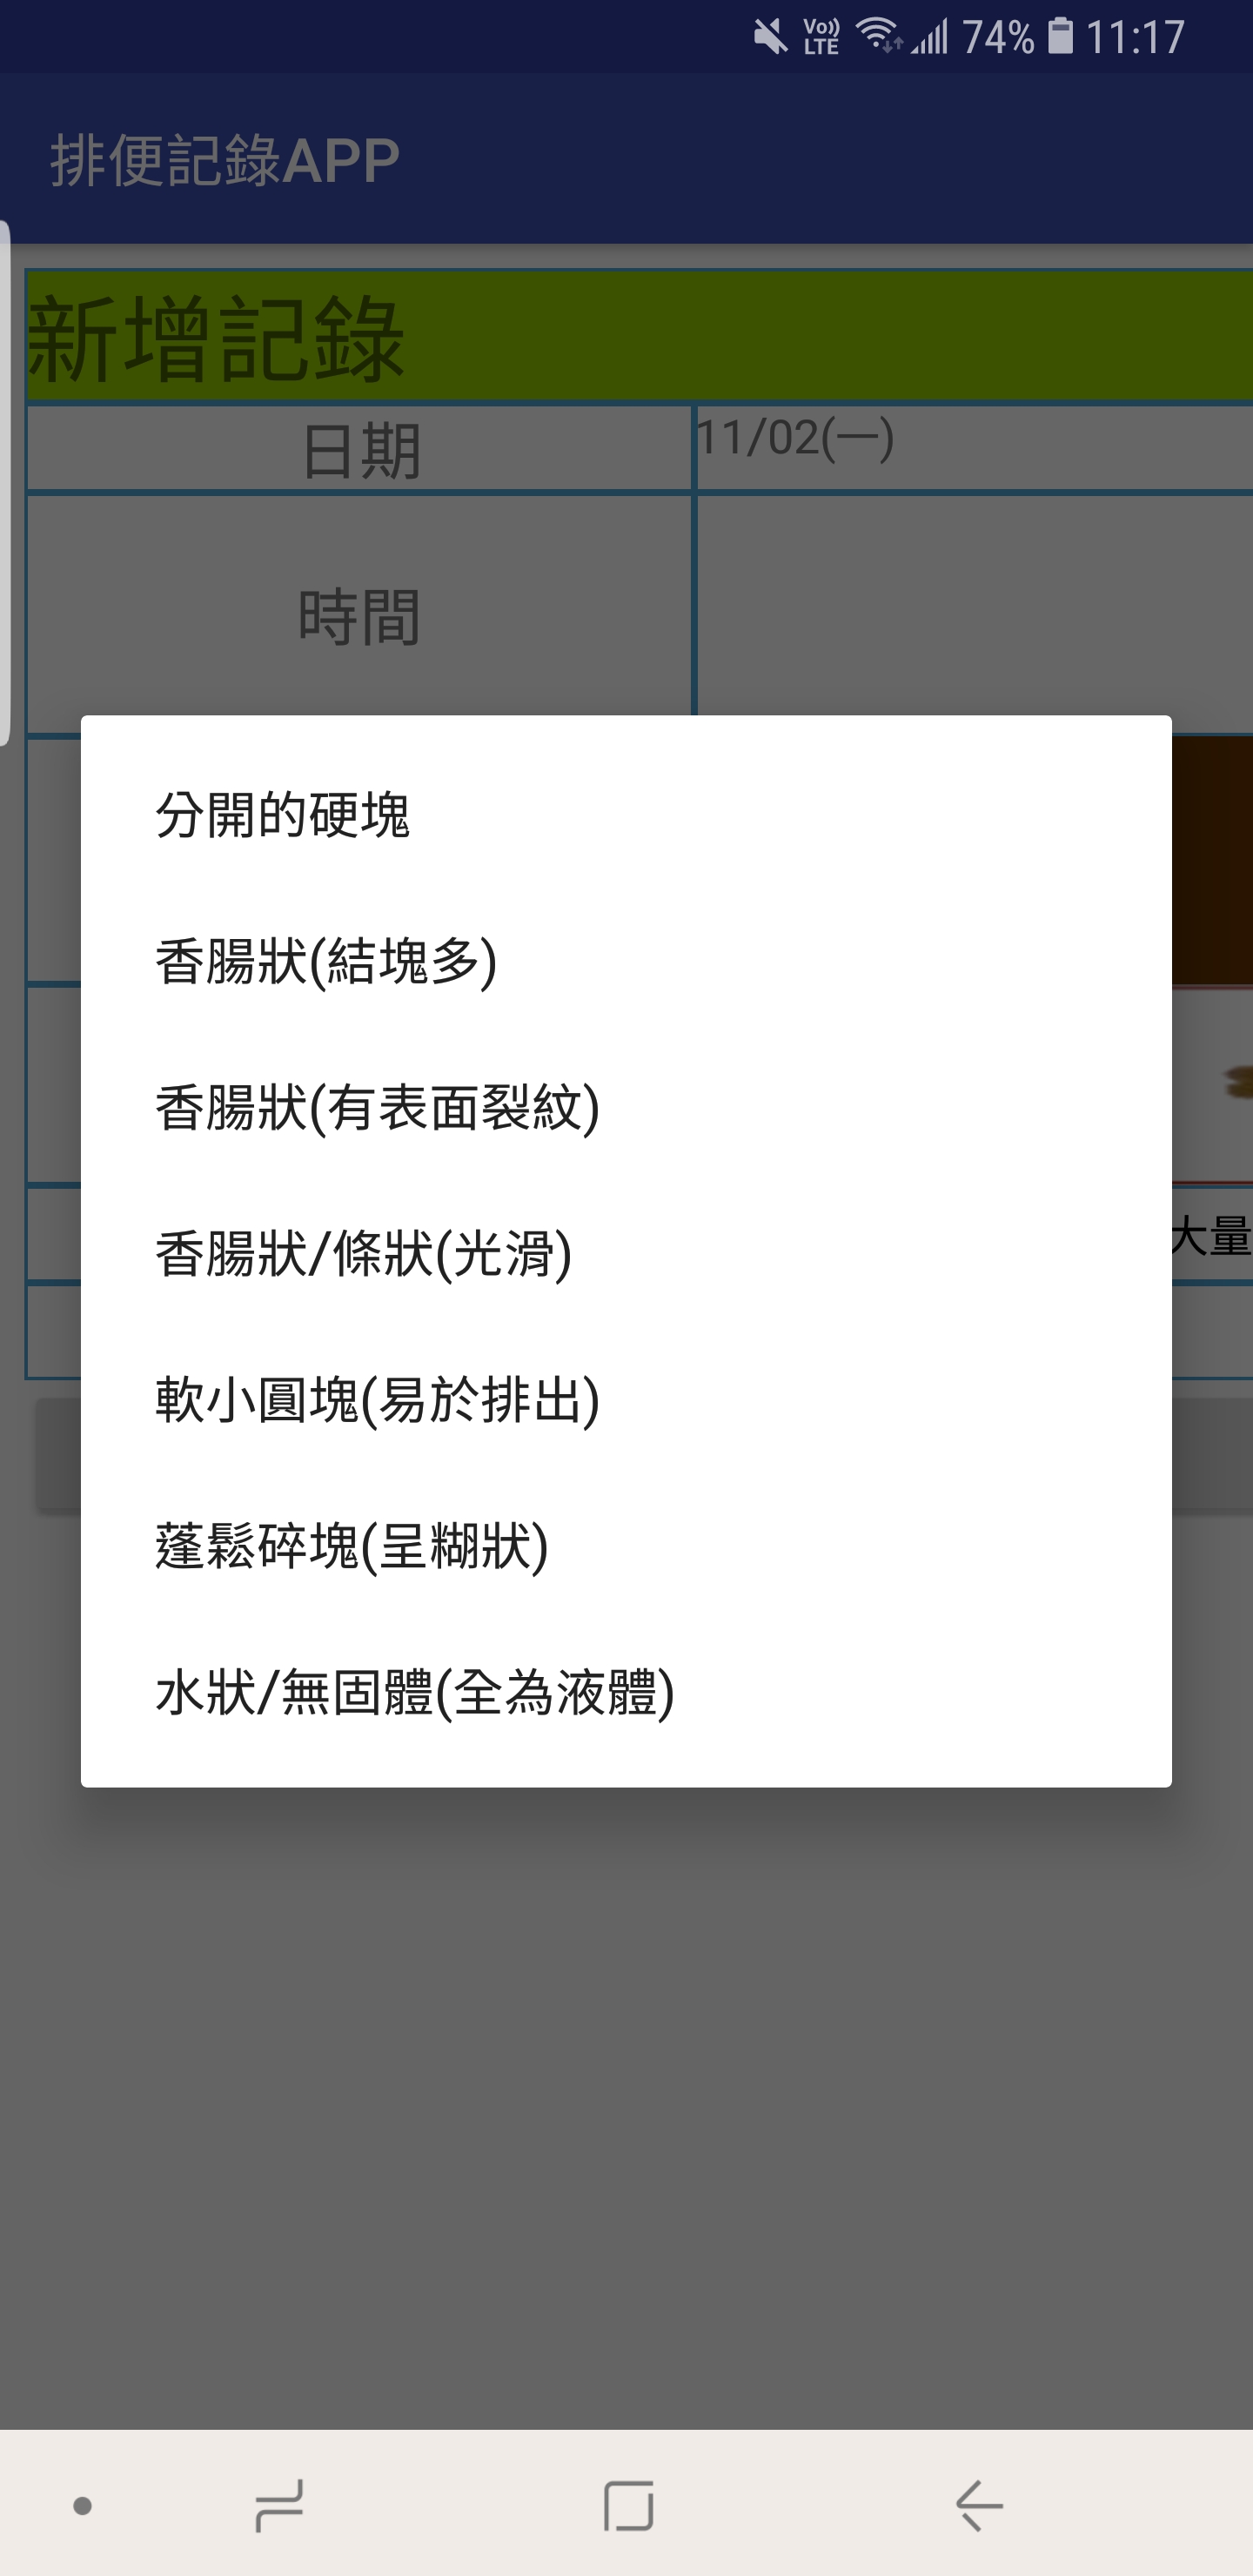 Vo)) LTE 74% 11:17
排便記錄APP
新增記錄
日期 11/02(一)
時間
分開的硬塊
香腸狀(結塊多)
香腸狀(有表面裂紋)
大量
香腸狀/條狀(光滑)
軟小圓塊(易於排出)
蓬鬆碎塊(呈糊狀)
水狀/無固體(全為液體)